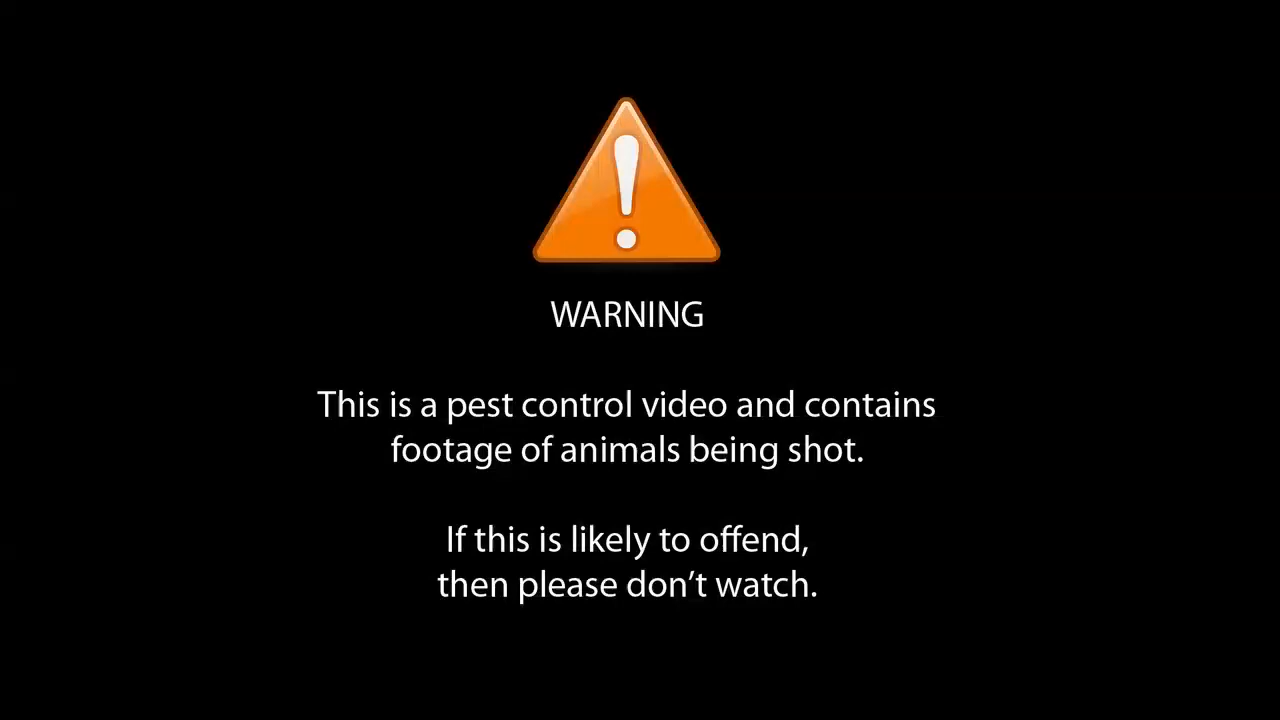 WARNING
This is a pest control video and contains
footage of animals being shot.
If this is likely to offend,
then please don’t watch.